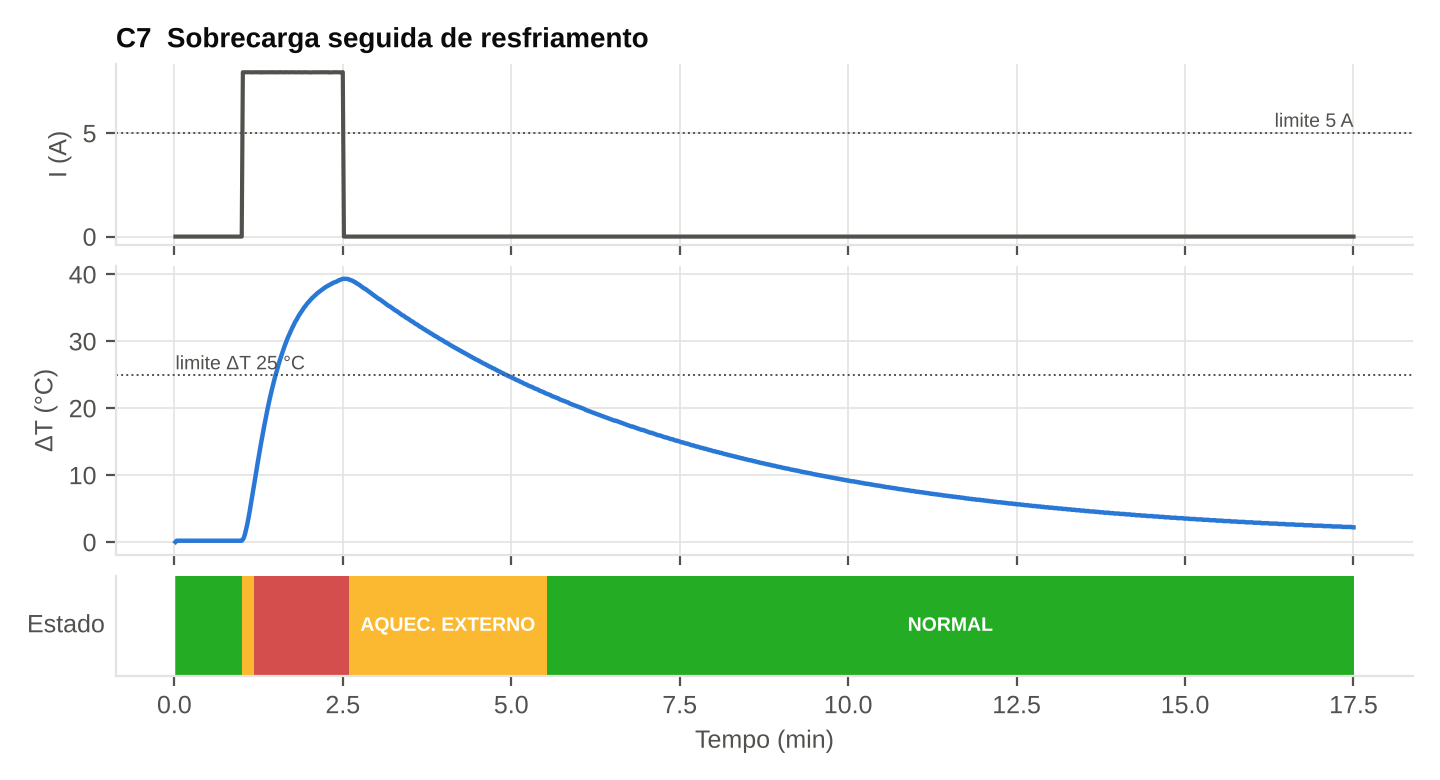 C7 Sobrecarga seguida de resfriamento
I (A)
5
0
limite 5 A
ΔT (°C)
40
30
20
10
0
limite ΔT 25 °C
Estado
AQUEC. EXTERNO
NORMAL
0.0 2.5 5.0 7.5 10.0 12.5 15.0 17.5
Tempo (min)